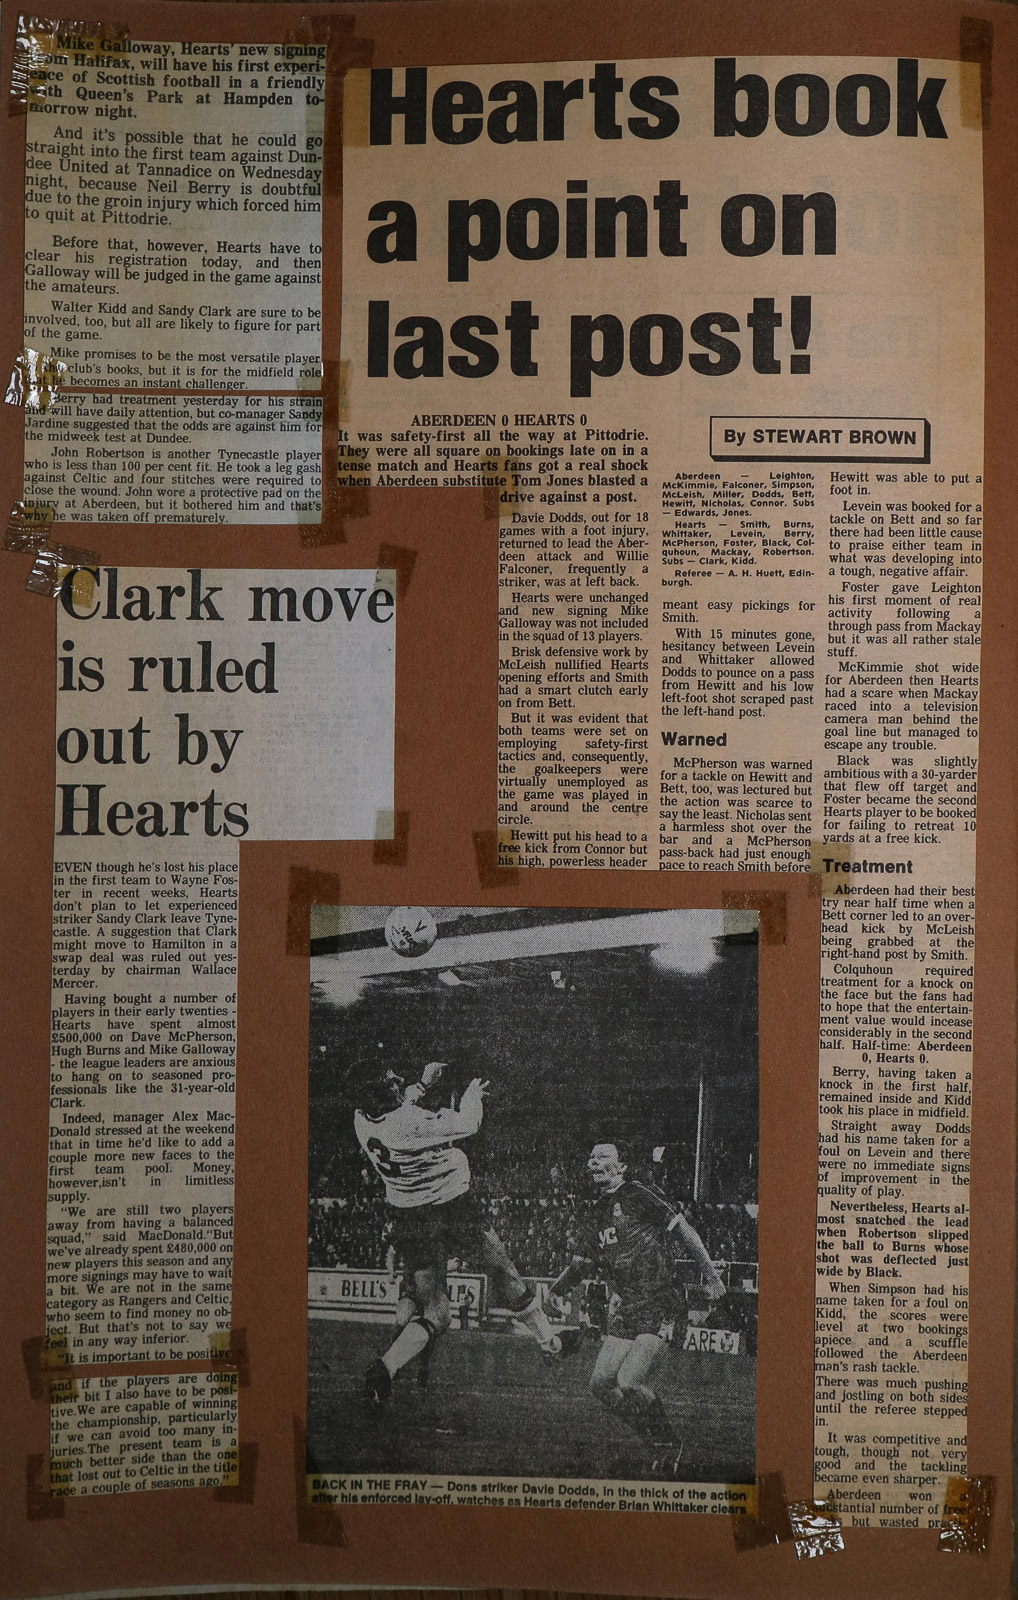 Mike Galloway, Hearts' new signing
from Halifax, will have his first experi-
ence of Scottish football in a friendly
with Queen's Park at Hampden to-
morrow night.
And it's possible that he could go
straight into the first team against Dun-
dee United at Tannadice on Wednesday
night, because Neil Berry is doubtful
due to the groin injury which forced him
to quit at Pittodrie.
Before that, however, Hearts have to
clear his registration today, and then
Galloway will be judged in the game against
the amateurs.
Walter Kidd and Sandy Clark are sure to be
involved, too, but all are likely to figure for part
of the game.
Mike promises to be the most versatile player
club's books, but it is for the midfield role
he becomes an instant challenger.
Berry had treatment yesterday for his strain
and will have daily attention, but co-manager Sandy
Jardine suggested that the odds are against him for
the midweek test at Dundee.
John Robertson is another Tynecastle player
who is less than 100 per cent fit. He took a leg gash
against Celtic and four stitches were required to
close the wound. John wore a protective pad on the
injury at Aberdeen, but it bothered him and that's
why he was taken off prematurely.
Clark move
is ruled
out by
Hearts
EVEN though he's lost his place
in the first team to Wayne Fos-
ter in recent weeks, Hearts
don't plan to let experienced
striker Sandy Clark leave Tyne-
castle. A suggestion that Clark
might move to Hamilton in a
swap deal was ruled out yes-
terday by chairman Wallace
Mercer.
Having bought a number of
players in their early twenties -
Hearts have spent almost
£500,000 on Dave McPherson,
Hugh Burns and Mike Galloway
- the league leaders are anxious
to hang on to seasoned pro-
fessionals like the 31-year-old
Clark.
Indeed, manager Alex Mac-
Donald stressed at the weekend
that in time he'd like to add a
couple more new faces to the
first team pool. Money,
however,isn't in limitless
supply.
"We are still two players
away from having a balanced
squad," said MacDonald."But
we've already spent £480,000 on
new players this season and any
more signings may have to wait
a bit. We are not in the same
category as Rangers and Celtic,
who seem to find money no ob-
ject. But that's not to say we
feel in any way inferior.
"It is important to be positive
and if the players are doing
their bit I also have to be posi-
tive.We are capable of winning
the championship, particularly
if we can avoid too many in-
juries.The present team is a
much better side than the one
that lost out to Celtic in the title
race a couple of seasons ago."
Hearts book
a point on
last post!
By STEWART BROWN
ABERDEEN 0 HEARTS 0
It was safety-first all the way at Pittodrie.
They were all square on bookings late on in a
tense match and Hearts fans got a real shock
when Aberdeen substitute Tom Jones blasted a
drive against a post.
Davie Dodds, out for 18
games with a foot injury,
returned to lead the Aber-
deen attack and Willie
Falconer, frequently a
striker, was at left back.
Hearts were unchanged
and new signing Mike
Galloway was not included
in the squad of 13 players.
Brisk defensive work by
McLeish nullified Hearts
opening efforts and Smith
had a smart clutch early
on from Bett.
But it was evident that
both teams were set on
employing safety-first
tactics and, consequently,
the goalkeepers were
virtually unemployed as
the game was played in
and around the centre
circle.
Hewitt put his head to a
free kick from Connor but
his high, powerless header
Aberdeen — Leighton,
McKimmie, Falconer, Simpson
McLeish, Miller, Dodds, Bett,
Hewitt, Nicholas, Connor. Subs
— Edwards, Jones.
Hearts — Smith, Burns,
Whittaker, Levein, Berry,
McPherson, Foster, Black, Col-
quhoun, Mackay, Robertson.
Subs — Clark, Kidd.
Referee — A. H. Huett, Edin-
burgh.
meant easy pickings for
Smith.
With 15 minutes gone,
hesitancy between Levein
and Whittaker allowed
Dodds to pounce on a pass
from Hewitt and his low
left-foot shot scraped past
the left-hand post.
Warned
McPherson was warned
for a tackle on Hewitt and
Bett, too, was lectured but
the action was scarce to
say the least. Nicholas sent
a harmless shot over the
bar and a McPherson
pass-back had just enough
pace to reach Smith before
Hewitt was able to put a
foot in.
Levein was booked for a
tackle on Bett and so far
there had been little cause
to praise either team in
what was developing into
a tough, negative affair.
Foster gave Leighton
his first moment of real
activity following a
through pass from Mackay
but it was all rather stale
stuff.
McKimmie shot wide
for Aberdeen then Hearts
had a scare when Mackay
raced into a television
camera man behind the
goal line but managed to
escape any trouble.
Black was slightly
ambitious with a 30-yarder
that flew off target and
Foster became the second
Hearts player to be booked
for failing to retreat 10
yards at a free kick.
Treatment
Aberdeen had their best
try near half time when a
Bett corner led to an over-
head kick by McLeish
being grabbed at the
right-hand post by Smith.
Colquhoun required
treatment for a knock on
the face but the fans had
to hope that the entertain-
ment value would increase
considerably in the second
half. Half-time: Aberdeen
0, Hearts 0.
Berry, having taken a
knock in the first half,
remained inside and Kidd
took his place in midfield.
Straight away Dodds
had his name taken for a
foul on Levein and there
were no immediate signs
of improvement in the
quality of play.
Nevertheless, Hearts al-
most snatched the lead
when Robertson slipped
the ball to Burns whose
shot was deflected just
wide by Black.
When Simpson had his
name taken for a foul on
Kidd, the scores were
level at two bookings
apiece and a scuffle
followed the Aberdeen
man's rash tackle.
There was much pushing
and jostling on both sides
until the referee stepped
in.
It was competitive and
tough, though not very
good and the tackling
became even sharper.
Aberdeen won a
substantial number of free
but wasted
BELL'S
BACK IN THE FRAY — Dons striker Davie Dodds, in the thick of the action
after his enforced lay-off, watches as Hearts defender Brian Whittaker clears